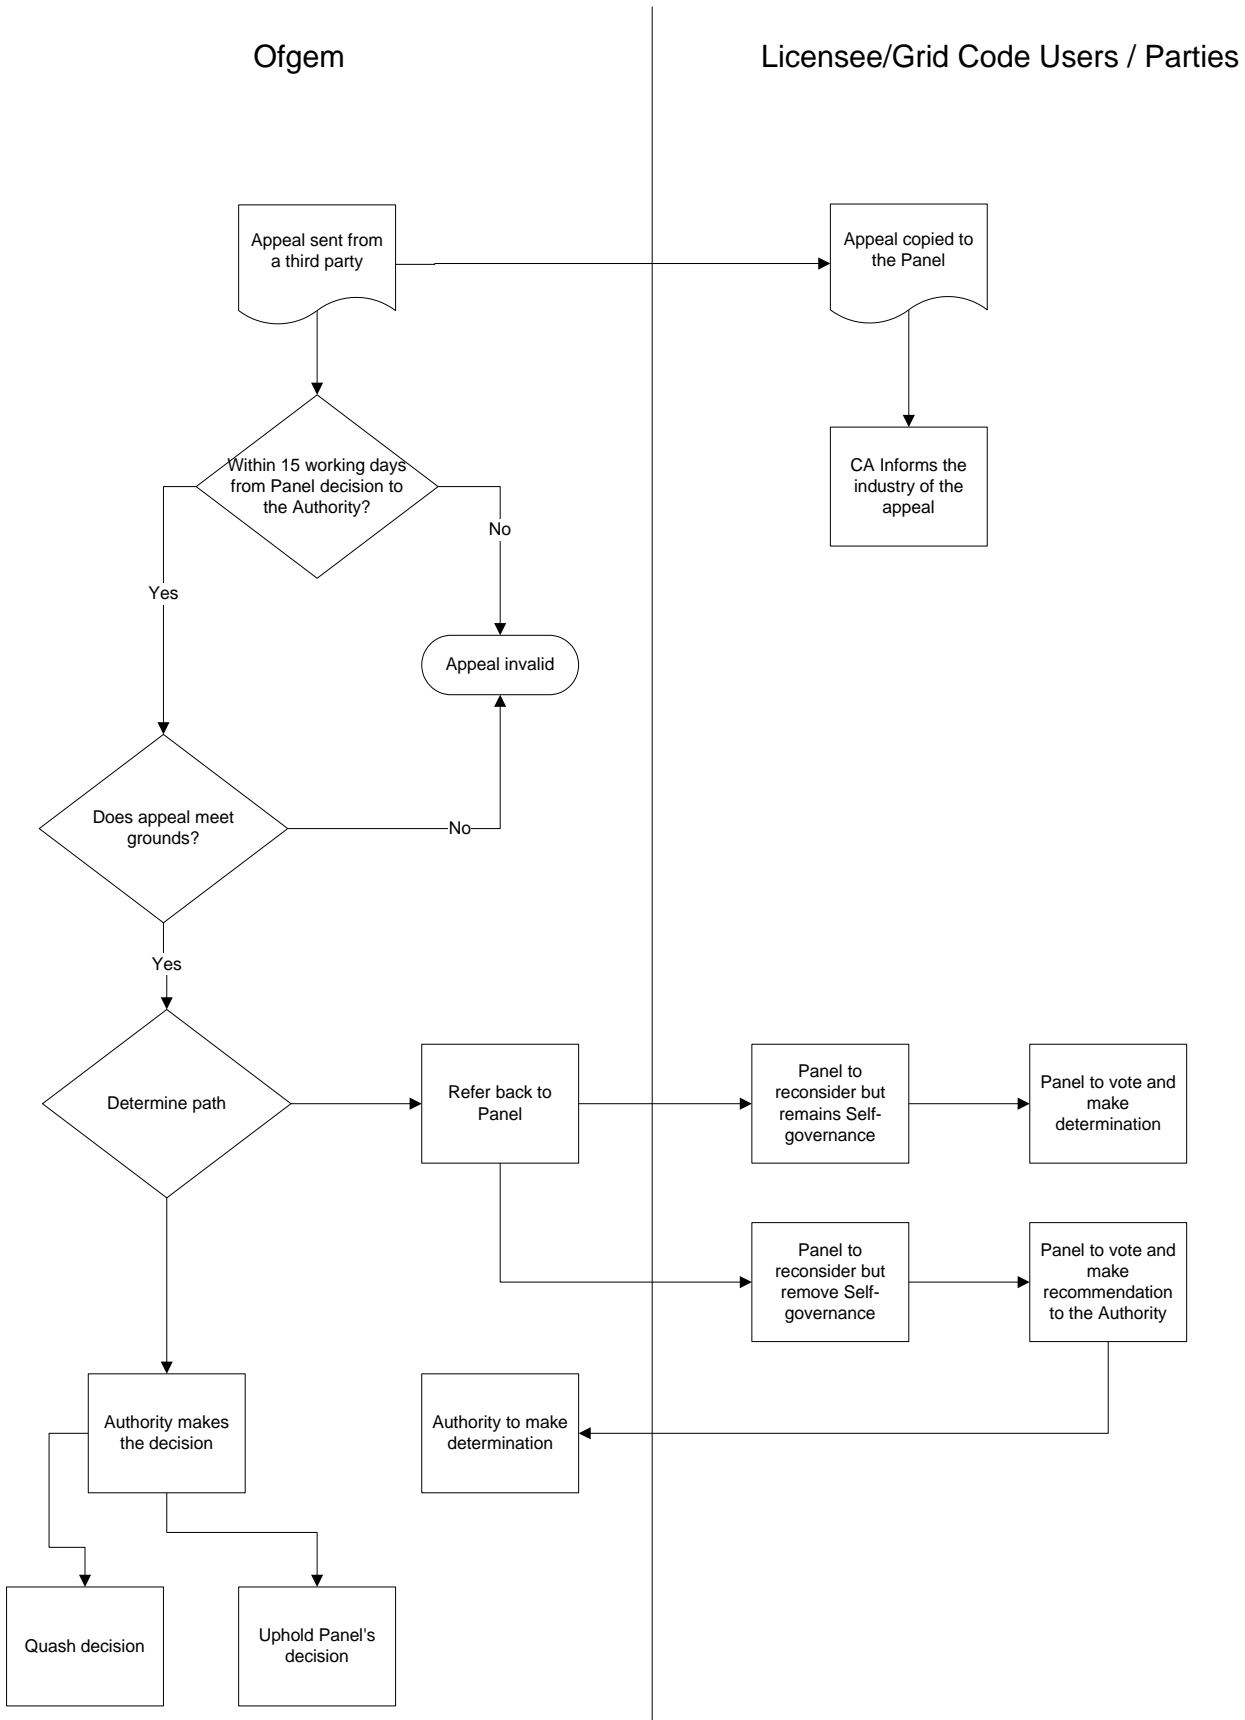 Ofgem
Licensee/Grid Code Users / Parties
Appeal sent from
a third party
Appeal copied to
the Panel
Within 15 working days
from Panel decision to
the Authority?
CA Informs the
industry of the
appeal
No
Yes
Appeal invalid
Does appeal meet
grounds?
No
Yes
Determine path
Refer back to
Panel
Panel to
reconsider but
remains Self-
governance
Panel to vote and
make
determination
Panel to
reconsider but
remove Self-
governance
Panel to vote and
make
recommendation
to the Authority
Authority makes
the decision
Authority to make
determination
Quash decision
Uphold Panel's
decision